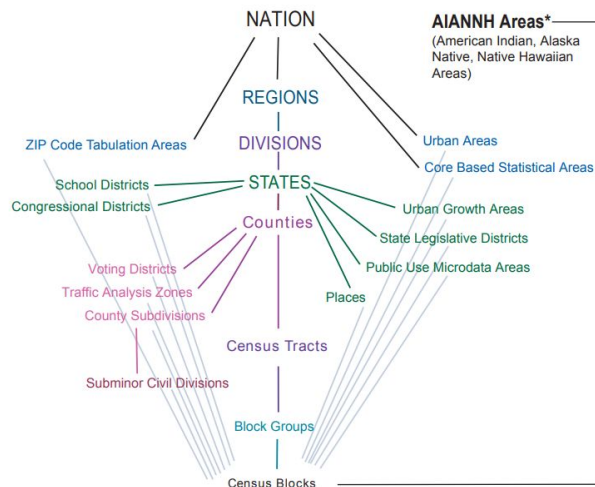 NATION
AIANNH Areas*
(American Indian, Alaska
Native, Native Hawaiian
Areas)
REGIONS
ZIP Code Tabulation Areas
DIVISIONS
Urban Areas
Core Based Statistical Areas
School Districts
STATES
Congressional Districts
Urban Growth Areas
Counties
State Legislative Districts
Voting Districts
Public Use Microdata Areas
Traffic Analysis Zones
Places
County Subdivisions
Census Tracts
Subminor Civil Divisions
Block Groups
Census Blocks